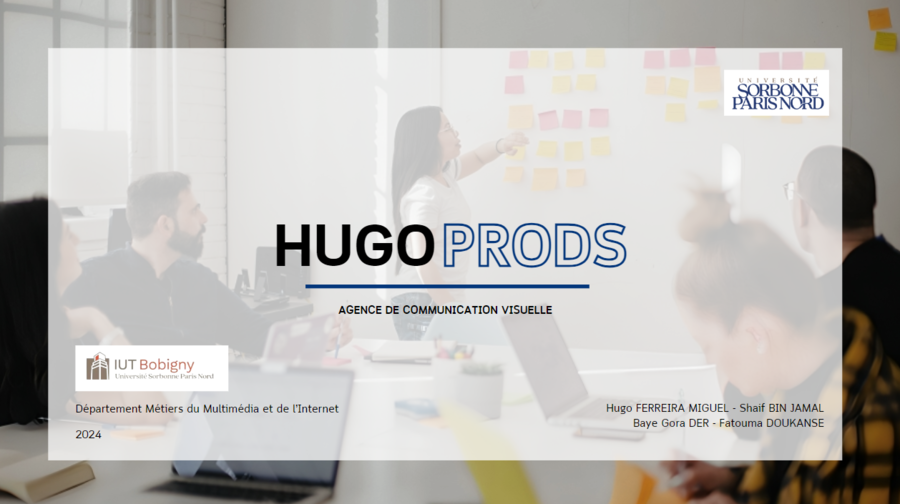 UNIVERSITÉ
SORBONNE
PARIS NORD
HUGO PRODS
AGENCE DE COMMUNICATION VISUELLE
IUT Bobigny
Université Sorbonne Paris Nord
Département Métiers du Multimédia et de l'Internet
2024
Hugo FERREIRA MIGUEL - Shaif BIN JAMAL
Baye Gora DER - Fatouma DOUKANSE